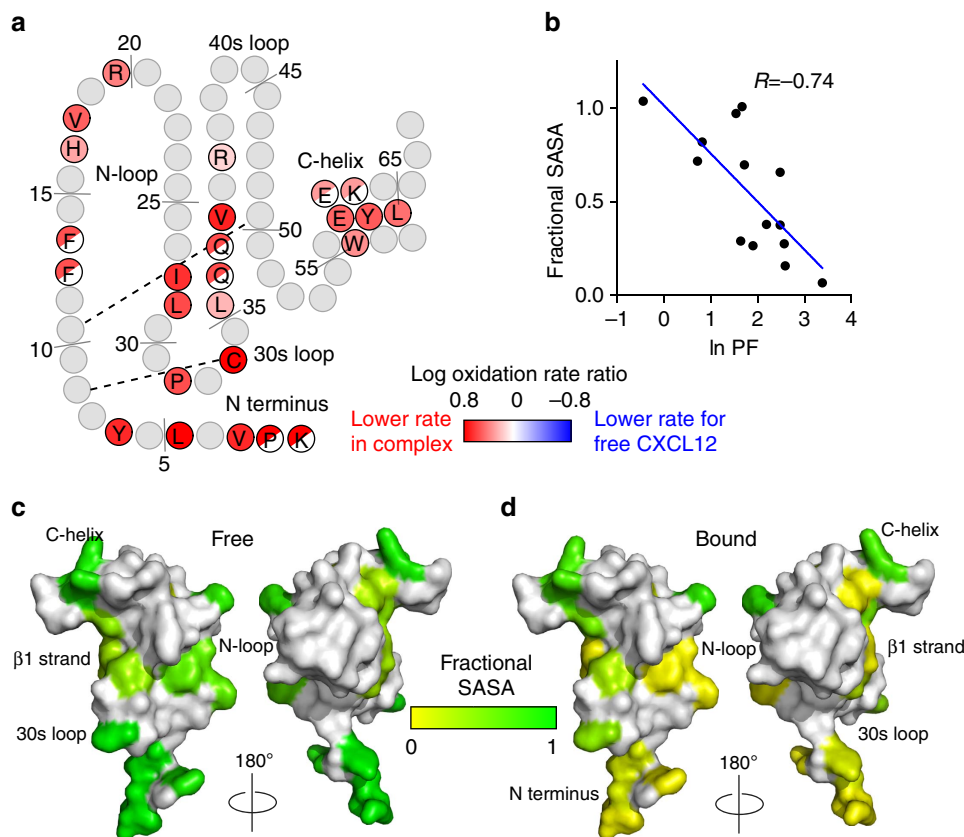 a
20
40s loop
45
R
V
H
R
15
N-loop
25
C-helix
65
E K
V
E Y L
F
Q
50
W
F
I
Q
55
L
L
35
10
30
C
30s loop
P
N terminus
Y
L
V
P
K
5
b
R=−0.74
Fractional SASA
1.0
0.5
0.0
−1
0
1
2
3
4
ln PF
Log oxidation rate ratio
0.8
0
−0.8
Lower rate
in complex
Lower rate for
free CXCL12
c
C-helix
Free
β1 strand
N-loop
30s loop
180°
Fractional
SASA
0
1
d
Bound
C-helix
N-loop
β1 strand
30s loop
180°
N terminus